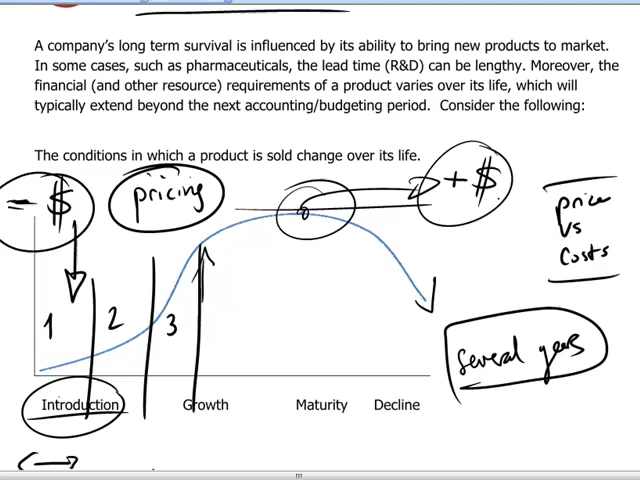 A company's long term survival is influenced by its ability to bring new products to market.
In some cases, such as pharmaceuticals, the lead time (R&D) can be lengthy. Moreover, the
financial (and other resource) requirements of a product varies over its life, which will
typically extend beyond the next accounting/budgeting period. Consider the following:
The conditions in which a product is sold change over its life.
- $
pricing
+ $
price
vs
costs
1
2
3
several years
Introduction
Growth
Maturity
Decline